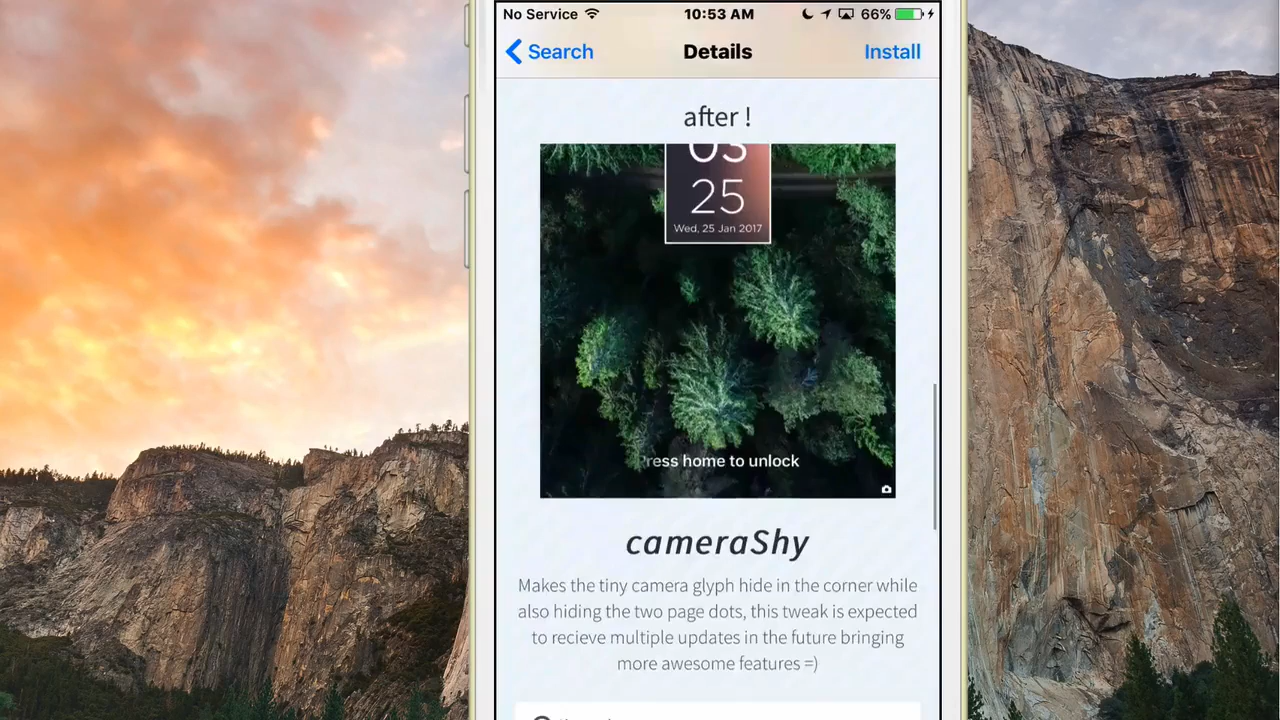 No Service 10:53 AM 66%
Search Details Install
after !
03
25
Wed, 25 Jan 2017
Press home to unlock
cameraShy
Makes the tiny camera glyph hide in the corner while
also hiding the two page dots, this tweak is expected
to recieve multiple updates in the future bringing
more awesome features =)